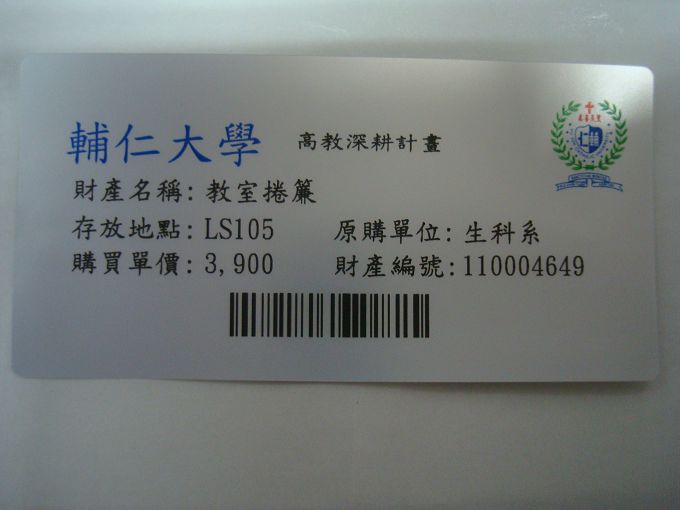 輔仁大學 高教深耕計畫
財產名稱：教室捲簾
存放地點：LS105 原購單位：生科系
購買單價：3,900 財產編號：110004649